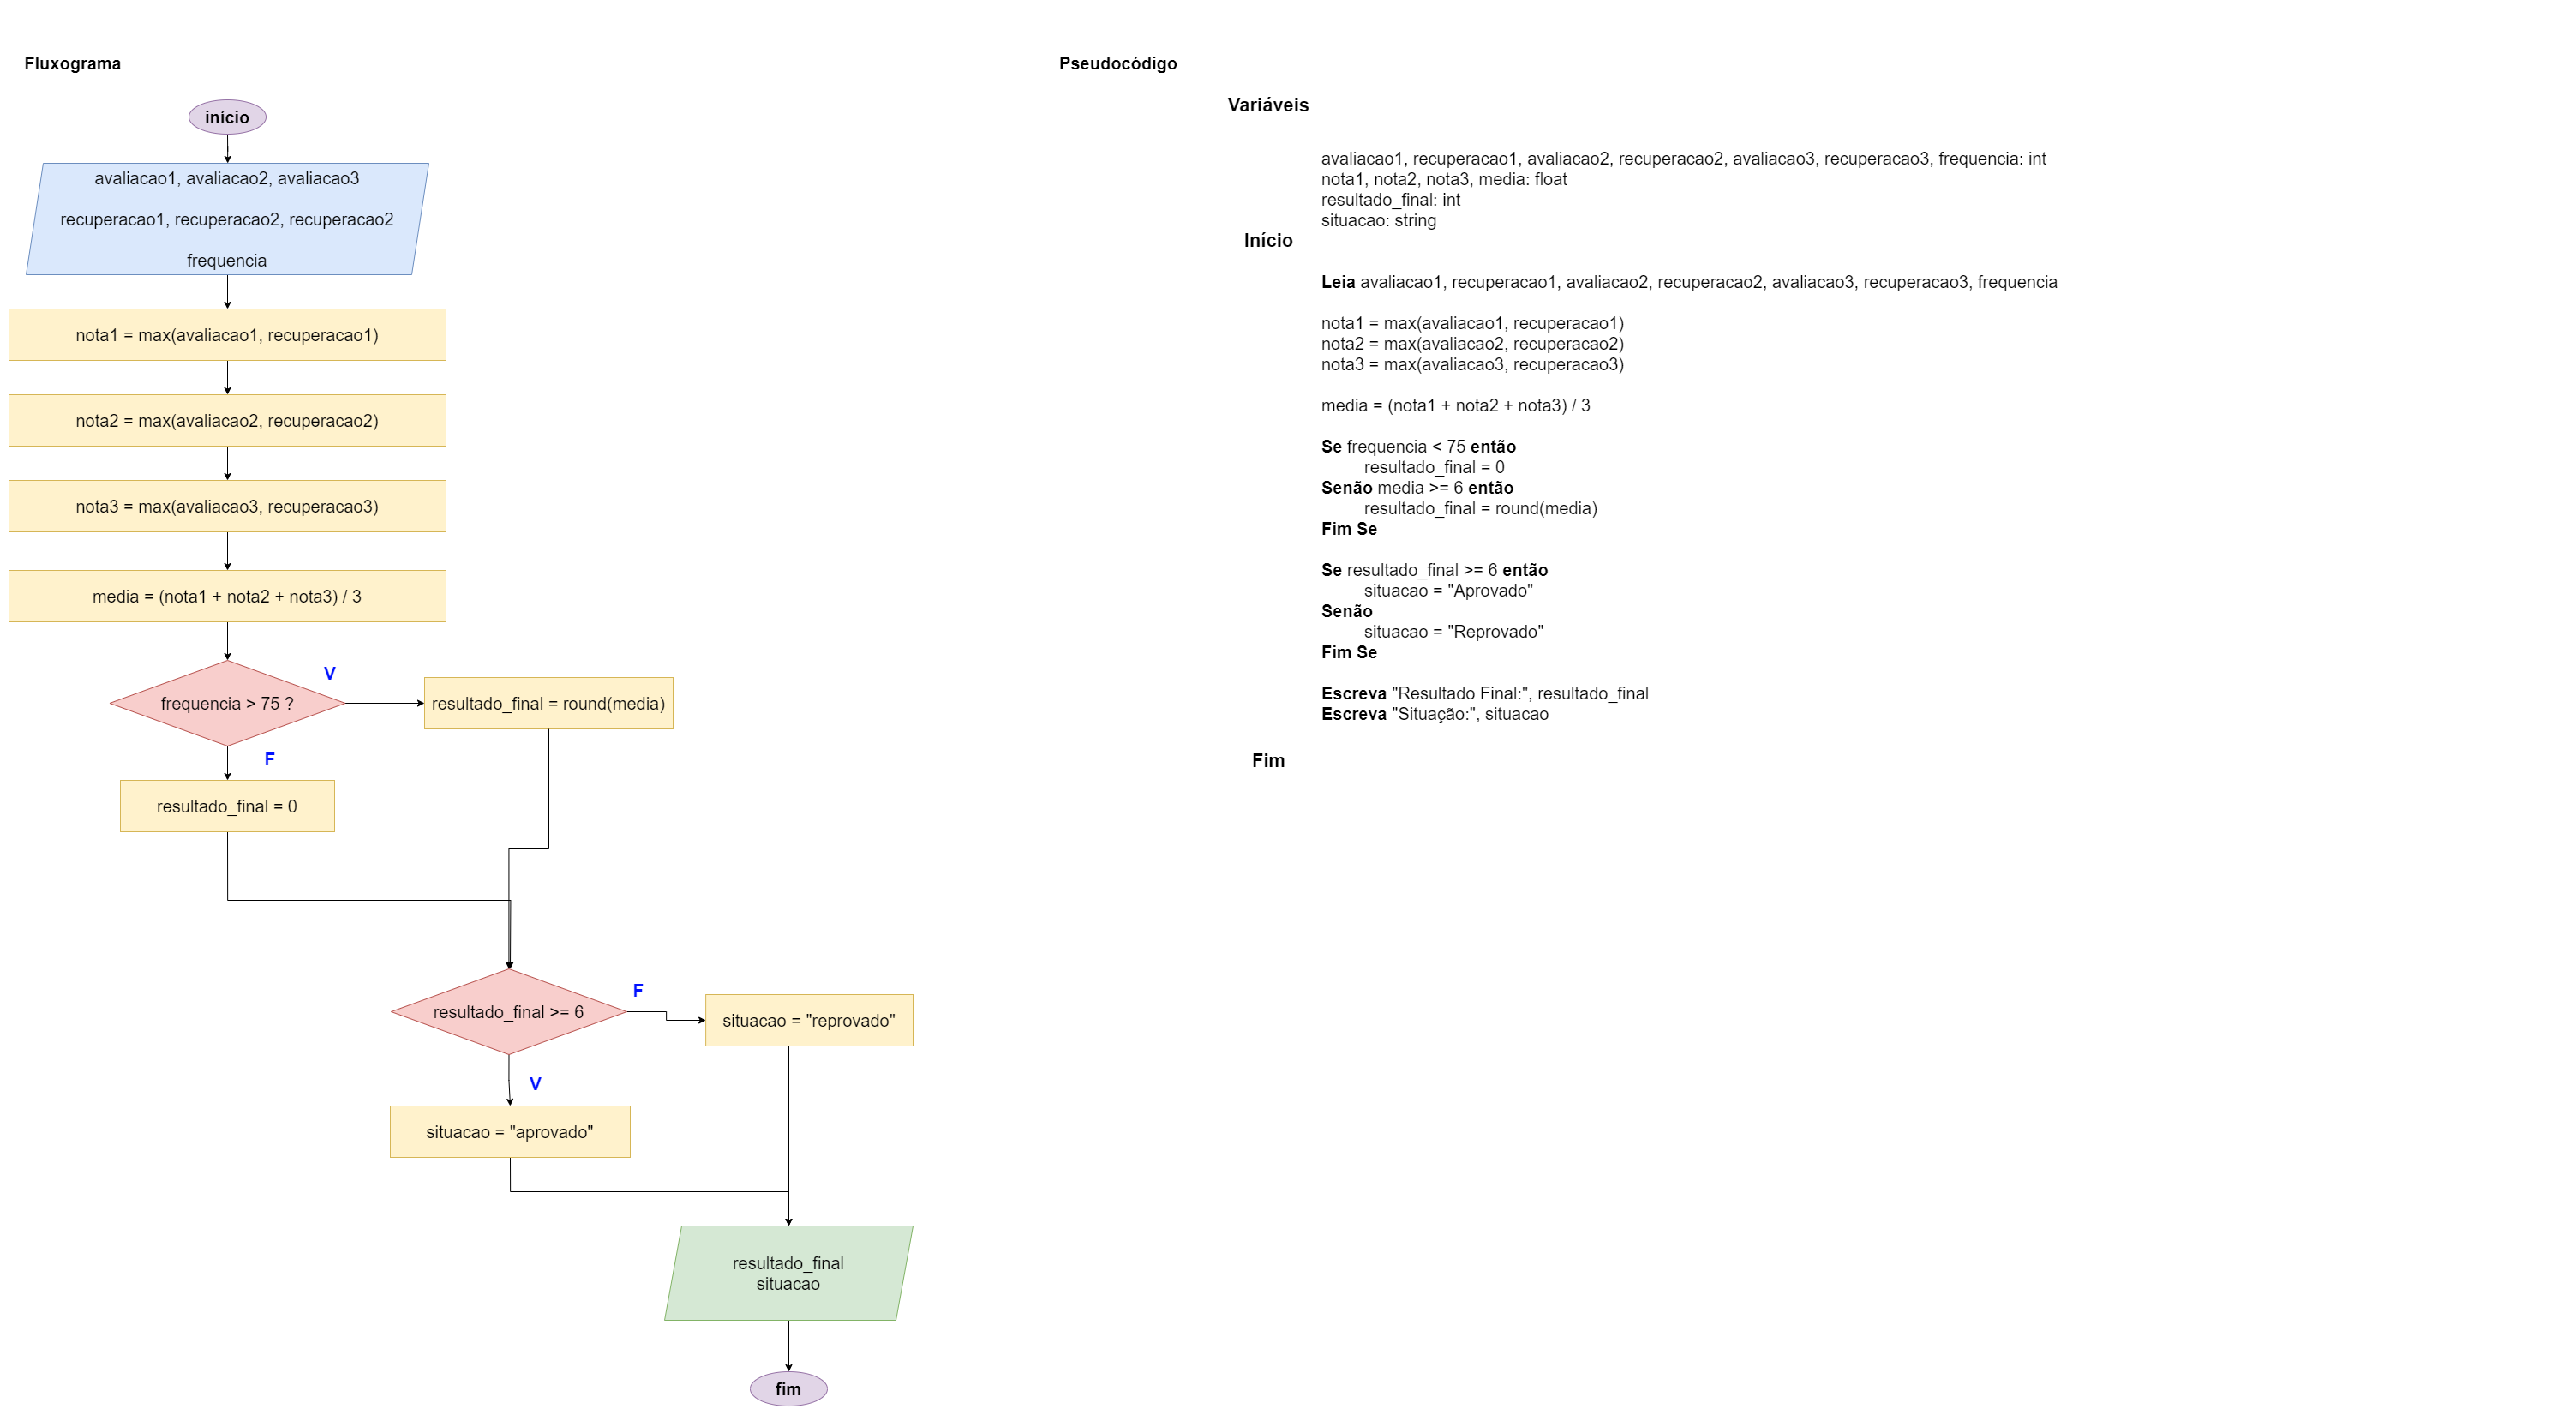 Fluxograma
início
avaliacao1, avaliacao2, avaliacao3
recuperacao1, recuperacao2, recuperacao2
frequencia
nota1 = max(avaliacao1, recuperacao1)
nota2 = max(avaliacao2, recuperacao2)
nota3 = max(avaliacao3, recuperacao3)
media = (nota1 + nota2 + nota3) / 3
frequencia > 75 ?
V
resultado_final = round(media)
F
resultado_final = 0
resultado_final >= 6
F
situacao = "reprovado"
V
situacao = "aprovado"
resultado_final
situacao
fim
Pseudocódigo
Variáveis
avaliacao1, recuperacao1, avaliacao2, recuperacao2, avaliacao3, recuperacao3, frequencia: int
nota1, nota2, nota3, media: float
resultado_final: int
situacao: string
Início
Leia avaliacao1, recuperacao1, avaliacao2, recuperacao2, avaliacao3, recuperacao3, frequencia
nota1 = max(avaliacao1, recuperacao1)
nota2 = max(avaliacao2, recuperacao2)
nota3 = max(avaliacao3, recuperacao3)
media = (nota1 + nota2 + nota3) / 3
Se frequencia < 75 então
resultado_final = 0
Senão media >= 6 então
resultado_final = round(media)
Fim Se
Se resultado_final >= 6 então
situacao = "Aprovado"
Senão
situacao = "Reprovado"
Fim Se
Escreva "Resultado Final:", resultado_final
Escreva "Situação:", situacao
Fim